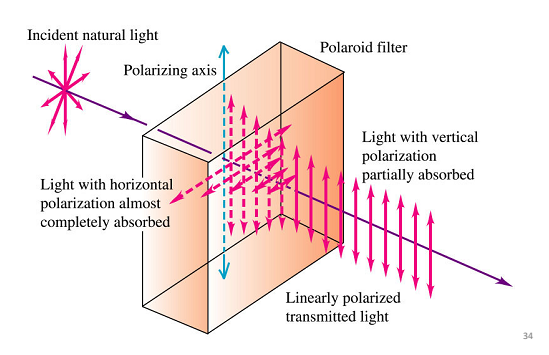 Incident natural light
Polaroid filter
Polarizing axis
Light with vertical
polarization
partially absorbed
Light with horizontal
polarization almost
completely absorbed
Linearly polarized
transmitted light
34